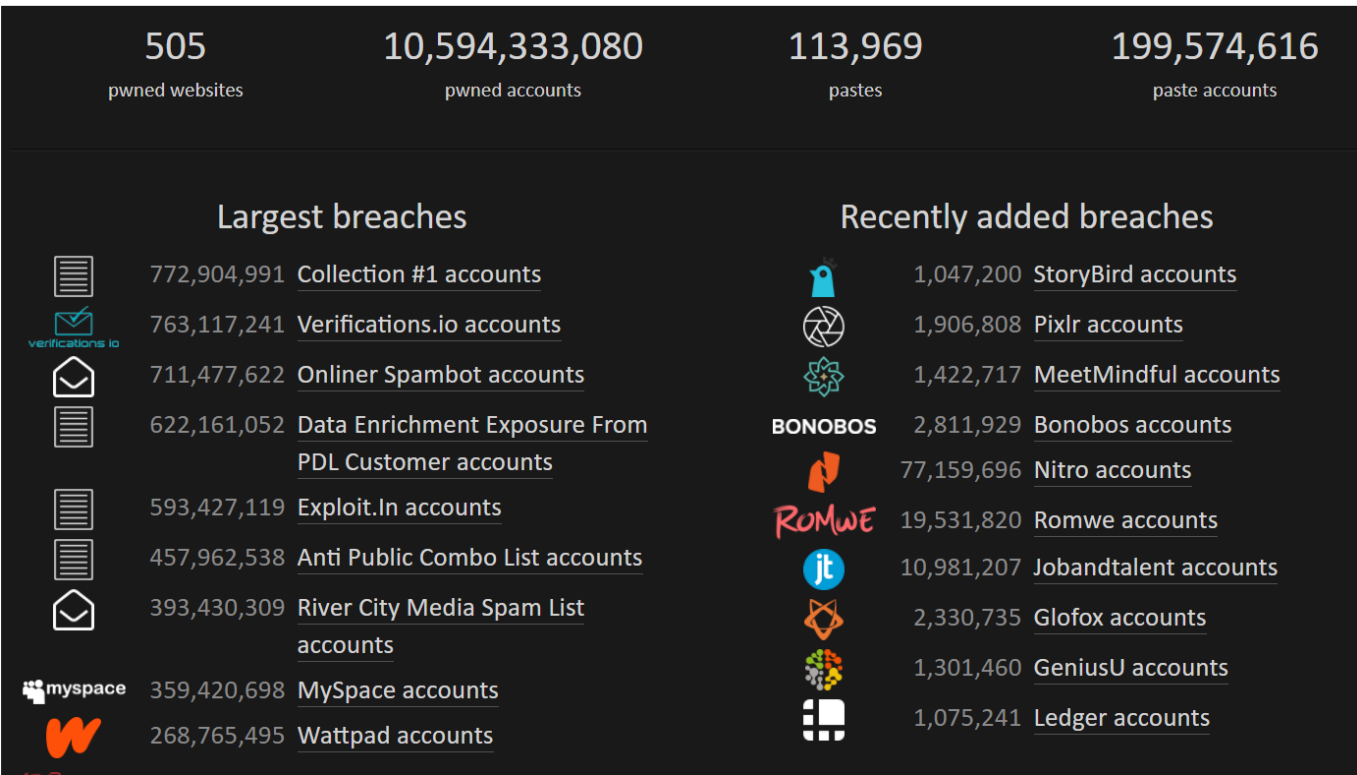 505
pwned websites
10,594,333,080
pwned accounts
113,969
pastes
199,574,616
paste accounts
Largest breaches
772,904,991 Collection #1 accounts
verifications io
763,117,241 Verifications.io accounts
711,477,622 Onliner Spambot accounts
622,161,052 Data Enrichment Exposure From
PDL Customer accounts
593,427,119 Exploit.In accounts
457,962,538 Anti Public Combo List accounts
393,430,309 River City Media Spam List
accounts
myspace 359,420,698 MySpace accounts
268,765,495 Wattpad accounts
Recently added breaches
1,047,200 StoryBird accounts
1,906,808 Pixlr accounts
1,422,717 MeetMindful accounts
BONOBOS 2,811,929 Bonobos accounts
77,159,696 Nitro accounts
ROMWE 19,531,820 Romwe accounts
jt 10,981,207 Jobandtalent accounts
2,330,735 Glofox accounts
1,301,460 GeniusU accounts
1,075,241 Ledger accounts